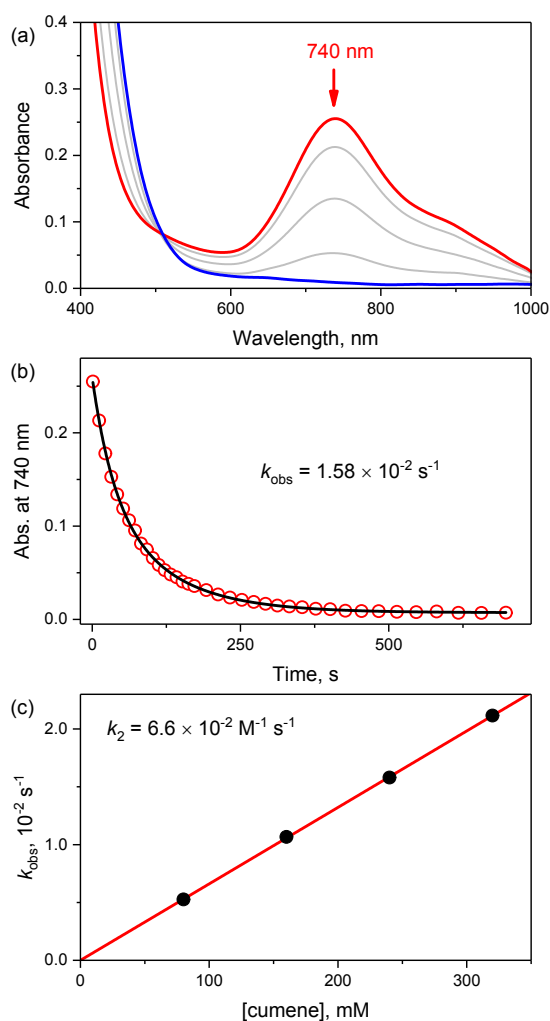 (a)
740 nm
0.4
0.3
0.2
0.1
0.0
Absorbance
400 600 800 1000
Wavelength, nm
(b)
0.2
0.1
0.0
Abs. at 740 nm
k_obs = 1.58 × 10⁻² s⁻¹
0 250 500
Time, s
(c)
2.0
1.0
0.0
k_obs, 10⁻² s⁻¹
k₂ = 6.6 × 10⁻² M⁻¹ s⁻¹
0 100 200 300
[cumene], mM